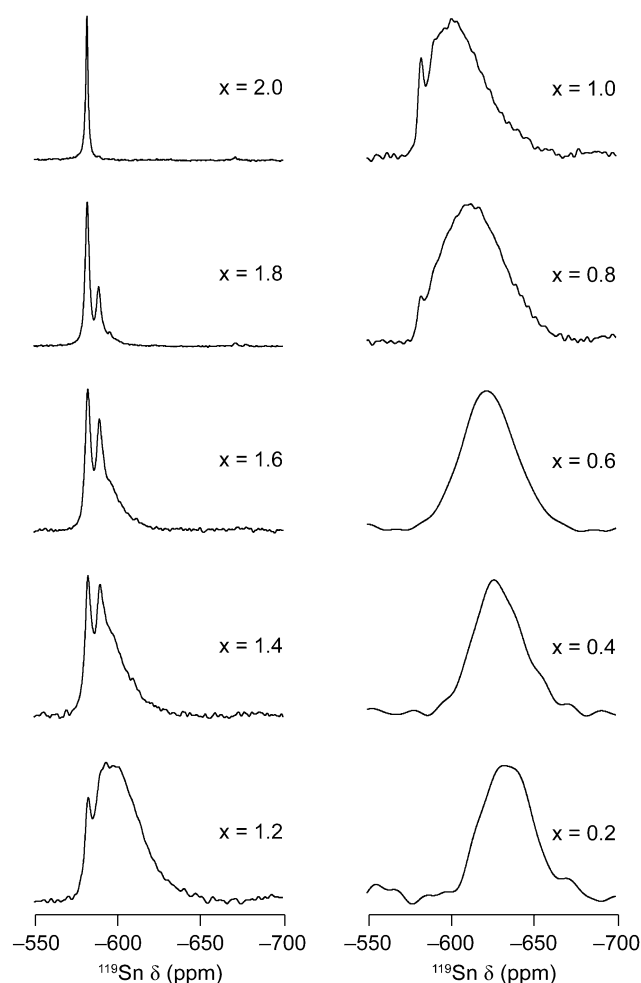 x = 2.0
x = 1.8
x = 1.6
x = 1.4
x = 1.2
–550 –600 –650 –700
¹¹⁹Sn δ (ppm)
x = 1.0
x = 0.8
x = 0.6
x = 0.4
x = 0.2
–550 –600 –650 –700
¹¹⁹Sn δ (ppm)